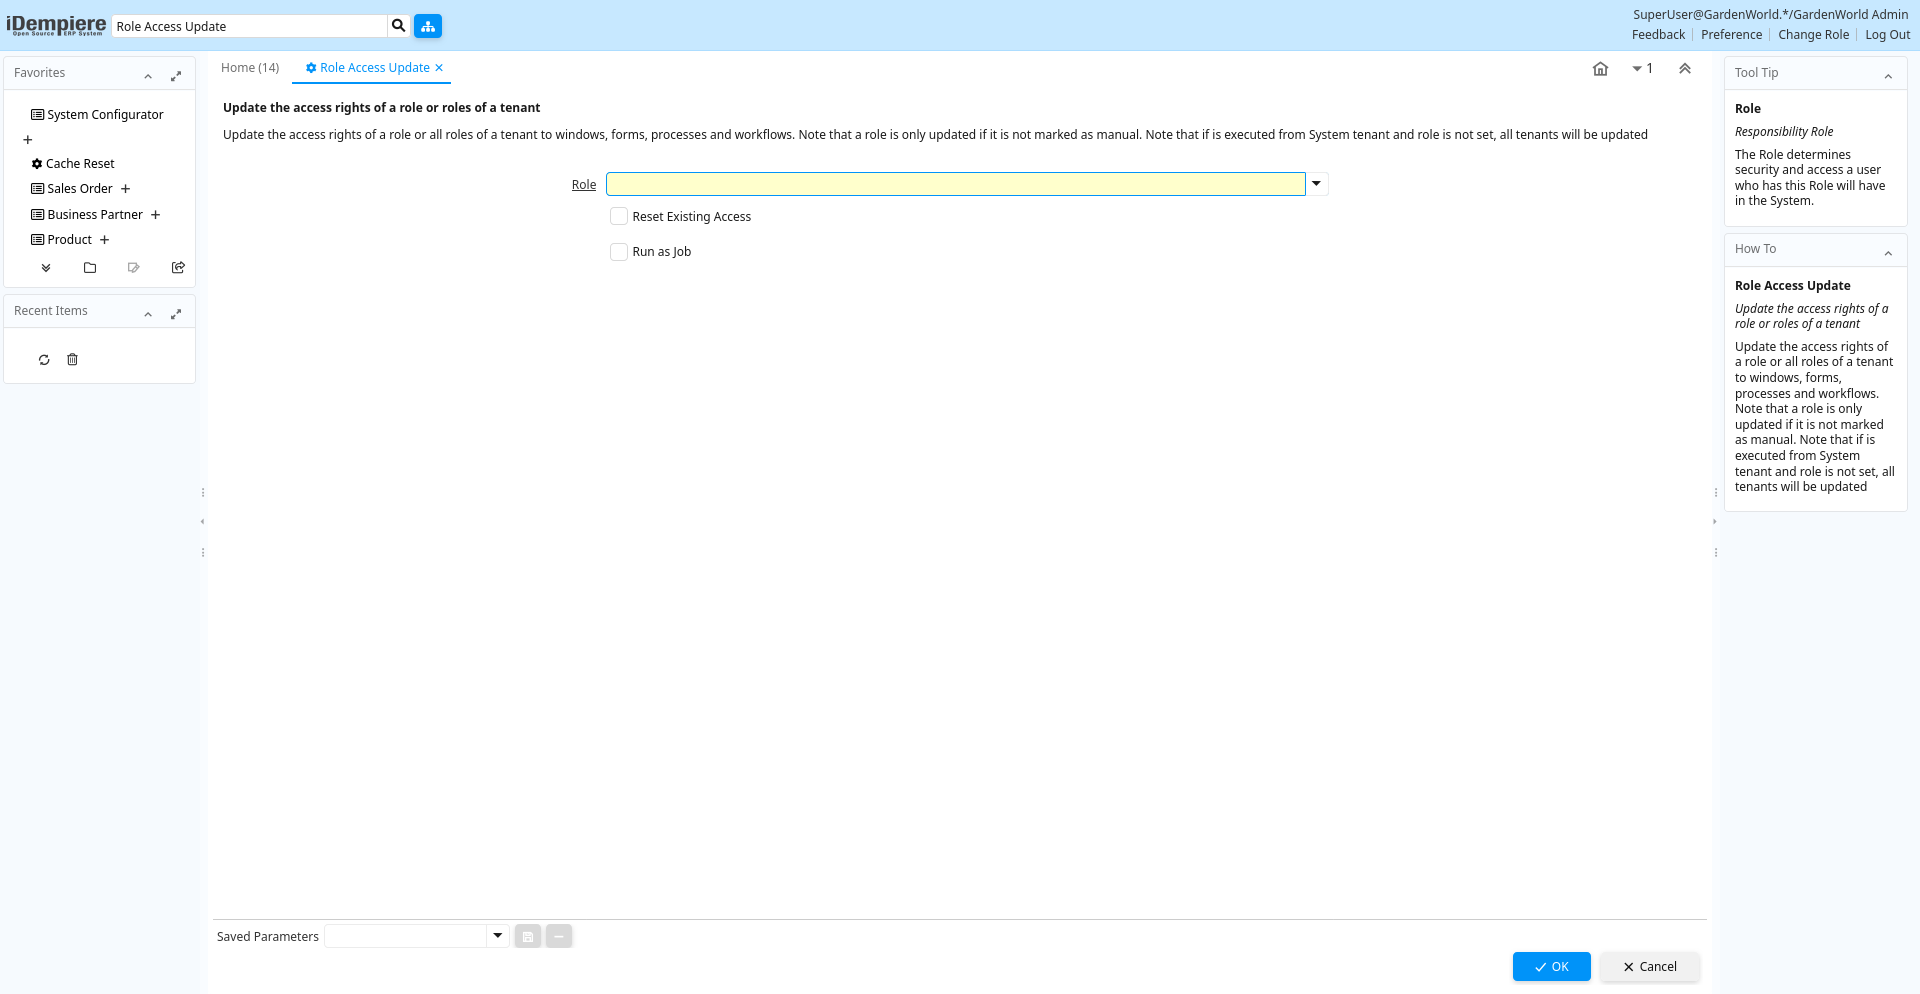 iDempiere
Open Source ERP System
Role Access Update
SuperUser@GardenWorld.*/GardenWorld Admin
Feedback
Preference
Change Role
Log Out
Favorites
System Configurator
Cache Reset
Sales Order
Business Partner
Product
Recent Items
Home (14)
Role Access Update
1
Update the access rights of a role or roles of a tenant
Update the access rights of a role or all roles of a tenant to windows, forms, processes and workflows. Note that a role is only updated if it is not marked as manual. Note that if is executed from System tenant and role is not set, all tenants will be updated
Role
Reset Existing Access
Run as Job
Saved Parameters
OK
Cancel
Tool Tip
Role
Responsibility Role
The Role determines
security and access a user
who has this Role will have
in the System.
How To
Role Access Update
Update the access rights of a
role or roles of a tenant
Update the access rights of
a role or all roles of a tenant
to windows, forms,
processes and workflows.
Note that a role is only
updated if it is not marked
as manual. Note that if is
executed from System
tenant and role is not set, all
tenants will be updated